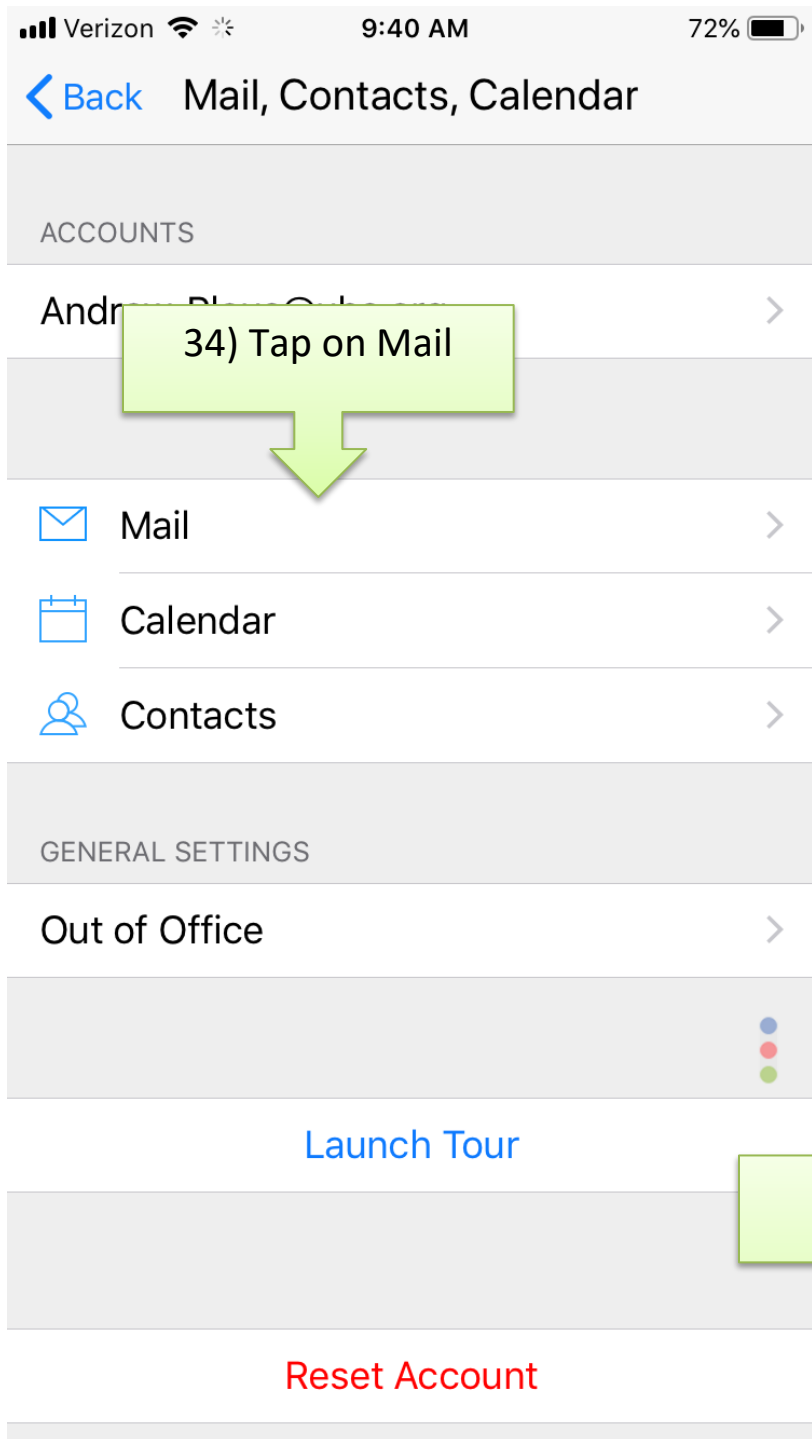 Verizon 9:40 AM 72%
Back Mail, Contacts, Calendar
ACCOUNTS
34) Tap on Mail
Mail
Calendar
Contacts
GENERAL SETTINGS
Out of Office
Launch Tour
Reset Account